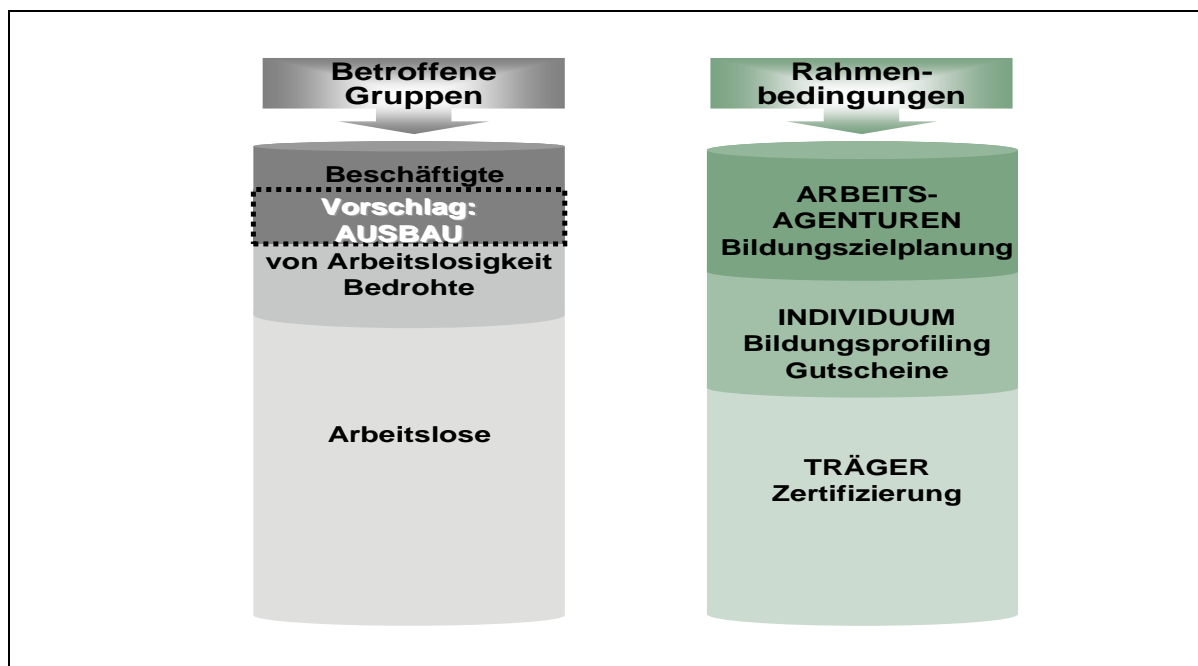 Betroffene
Gruppen
Beschäftigte
Vorschlag:
AUSBAU
von Arbeitslosigkeit
Bedrohte
Arbeitslose
Rahmen-
bedingungen
ARBEITS-
AGENTUREN
Bildungszielplanung
INDIVIDUUM
Bildungsprofiling
Gutscheine
TRÄGER
Zertifizierung